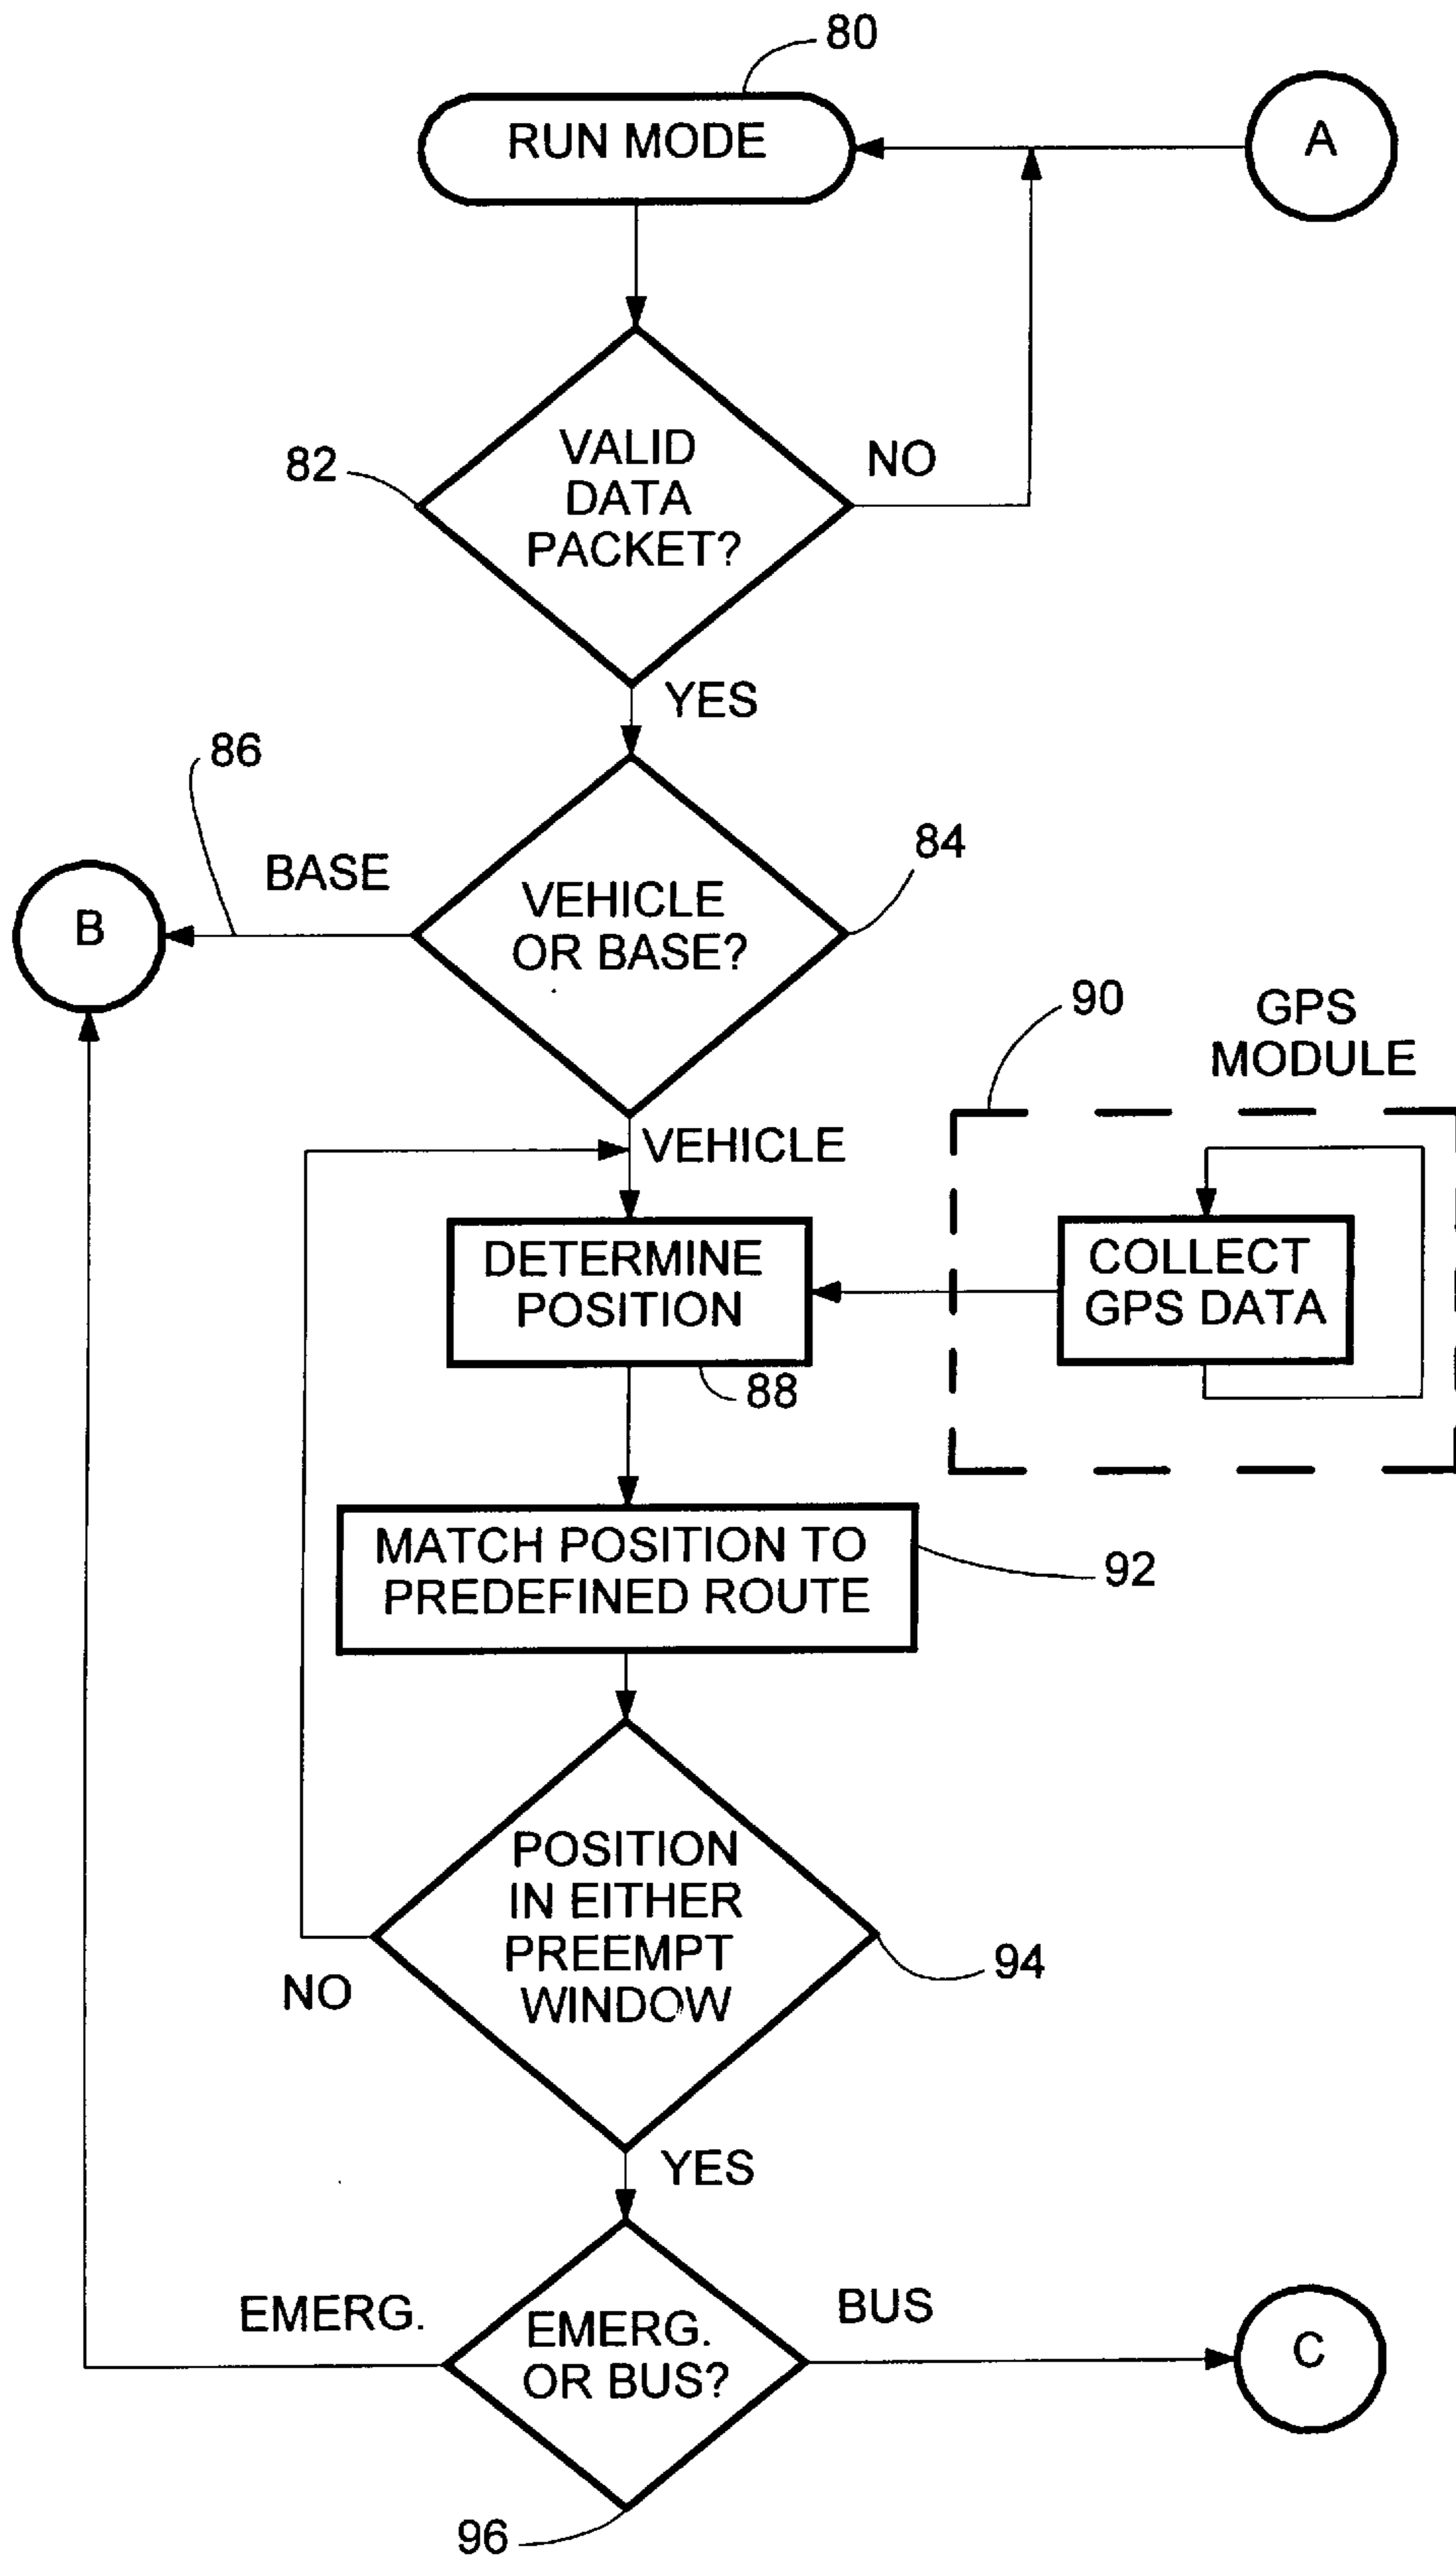 80
RUN MODE
A
VALID
DATA
PACKET?
82
NO
YES
86
84
BASE
B
VEHICLE
OR BASE?
90
GPS
MODULE
VEHICLE
DETERMINE
POSITION
COLLECT
GPS DATA
88
MATCH POSITION TO
PREDEFINED ROUTE
92
POSITION
IN EITHER
PREEMPT
WINDOW
94
NO
YES
EMERG.
EMERG.
OR BUS?
BUS
C
96